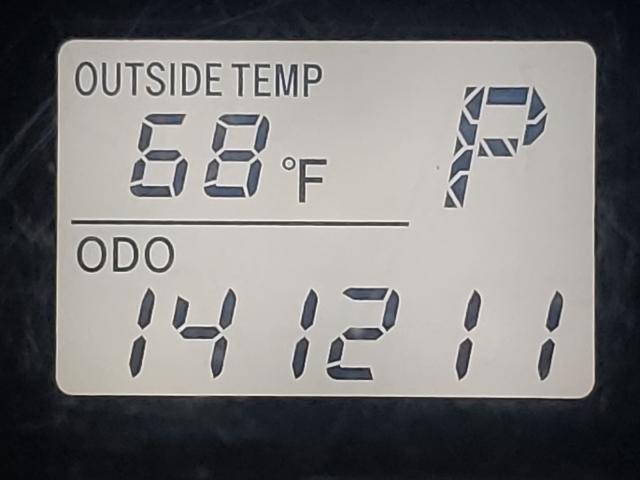 OUTSIDE TEMP
68°F
P
ODO
141211